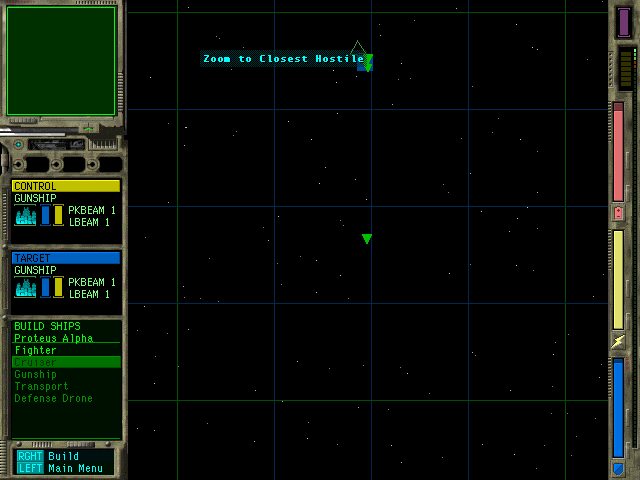 Zoom to Closest Hostile
CONTROL
GUNSHIP
PKBEAM 1
LBEAM 1
TARGET
GUNSHIP
PKBEAM 1
LBEAM 1
BUILD SHIPS
Proteus Alpha
Fighter
Cruiser
Gunship
Transport
Defense Drone
RGHT Build
LEFT Main Menu